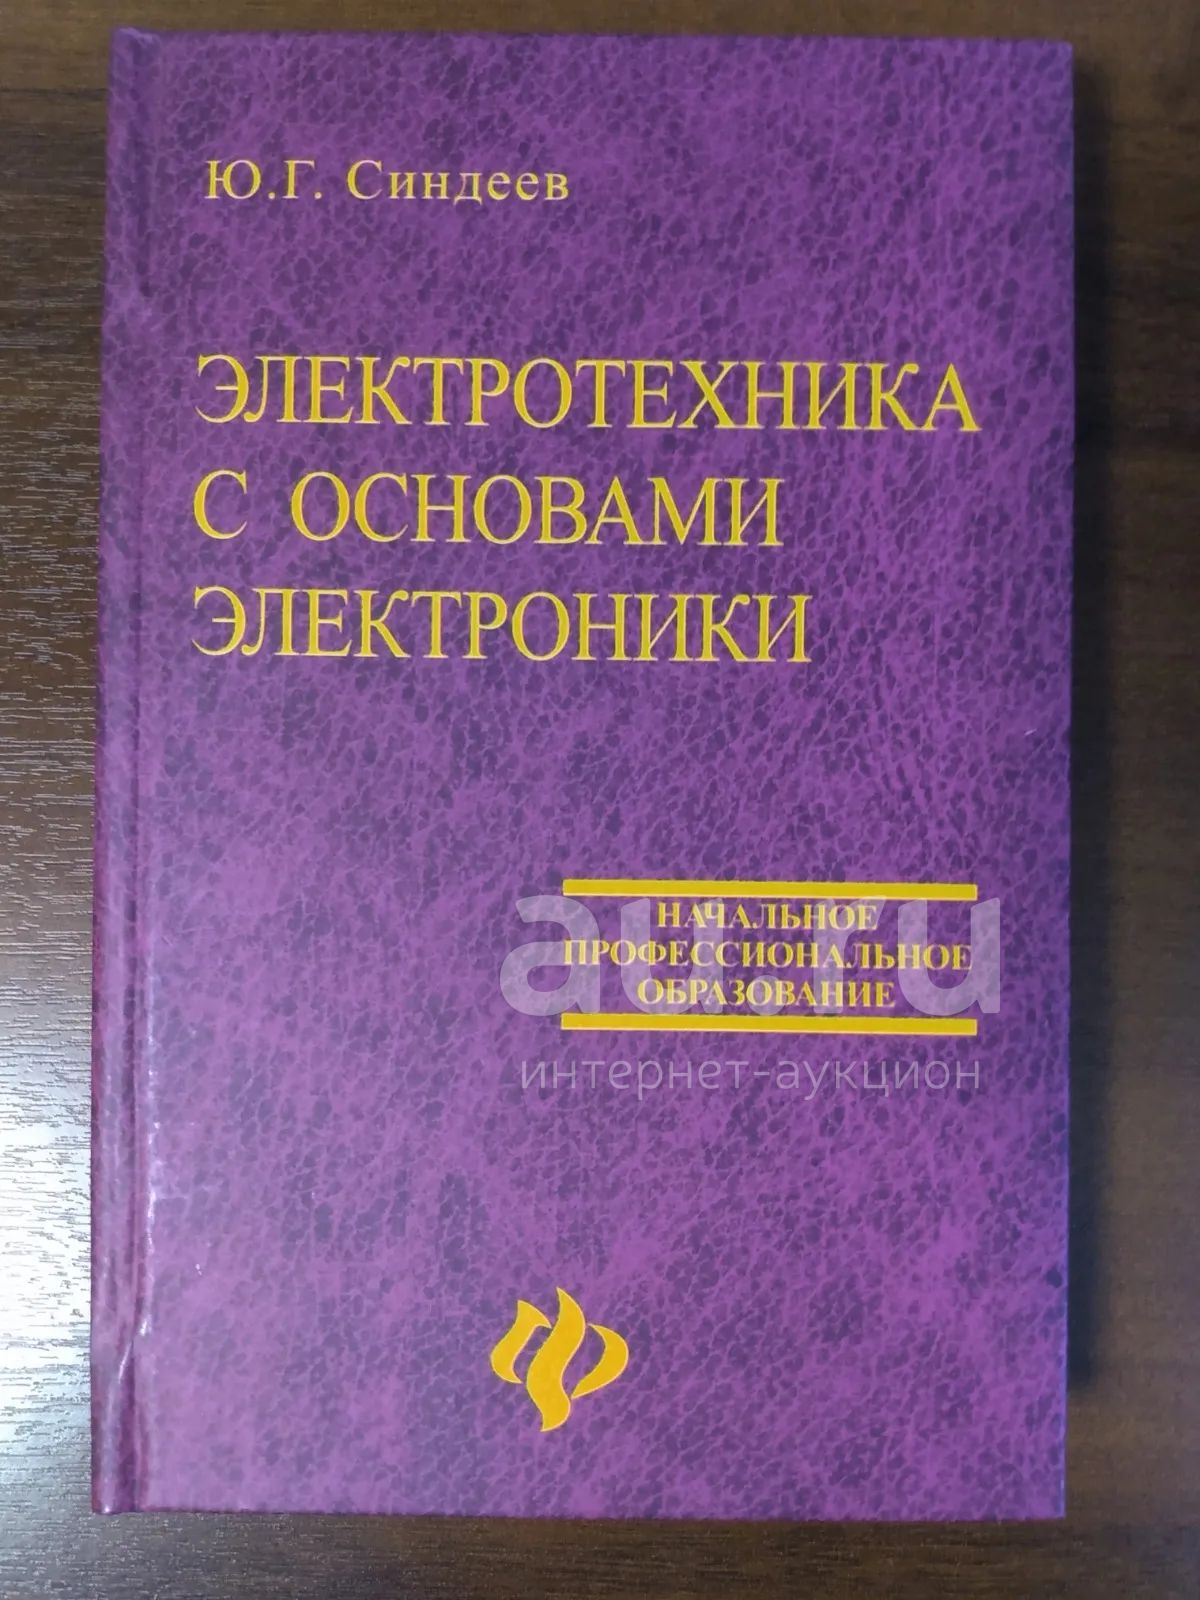 Ю.Г. Синдеев
ЭЛЕКТРОТЕХНИКА
С ОСНОВАМИ
ЭЛЕКТРОНИКИ
НАЧАЛЬНОЕ
ПРОФЕССИОНАЛЬНОЕ
ОБРАЗОВАНИЕ
au.ru
интернет-аукцион